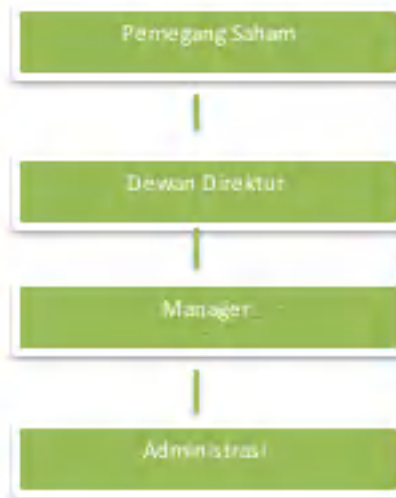 Pemegang Saham
Dewan Direktur
Manager
Administrasi